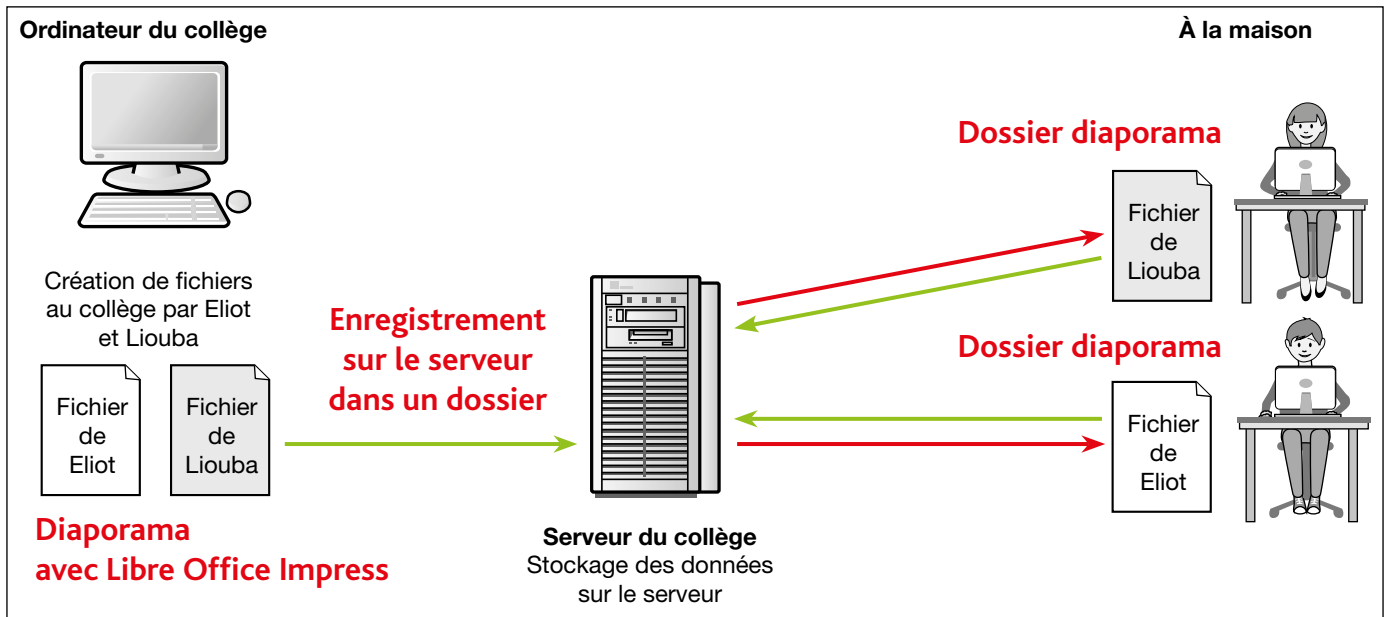 Ordinateur du collège
À la maison
Dossier diaporama
Fichier
de
Liouba
Création de fichiers
au collège par Eliot
et Liouba
Enregistrement
sur le serveur
dans un dossier
Dossier diaporama
Fichier
de
Eliot
Fichier
de
Liouba
Fichier
de
Eliot
Diaporama
avec Libre Office Impress
Serveur du collège
Stockage des données
sur le serveur